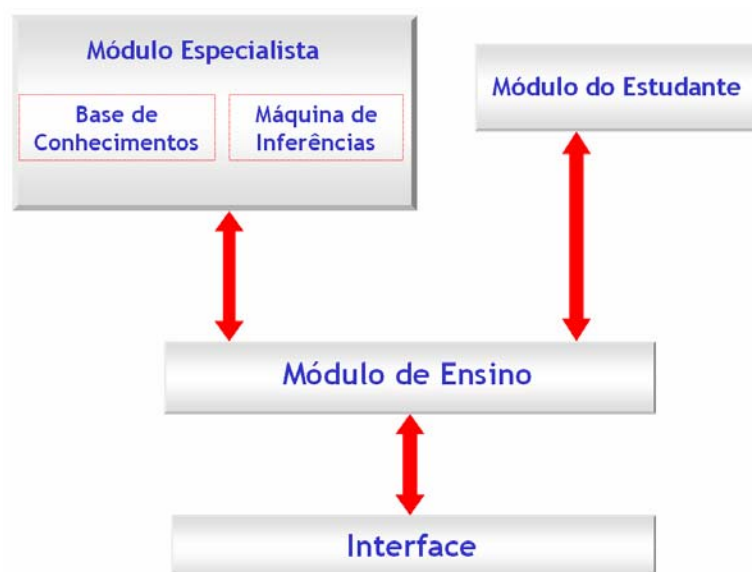 Módulo Especialista
Base de
Conhecimentos
Máquina de
Inferências
Módulo do Estudante
Módulo de Ensino
Interface